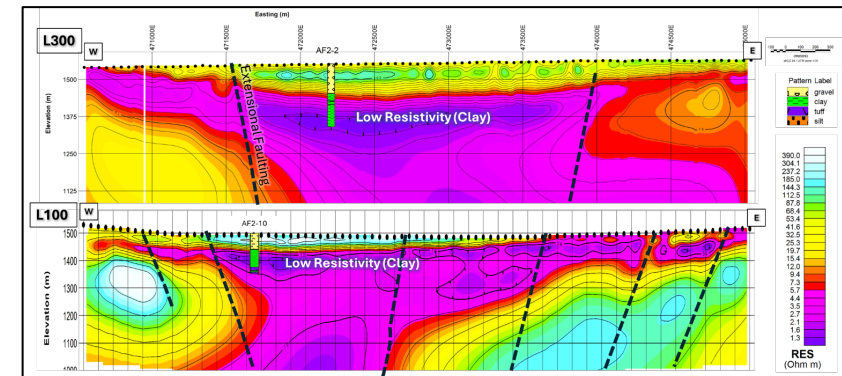 Easting (m)
471000E
471500E
472000E
472500E
473000E
473500E
474000E
474500E
L300
W
AF2-2
E
Elevation (m)
1500
1375
1250
1125
Extensional Faulting
Low Resistivity (Clay)
L100
W
AF2-10
E
Elevation (m)
1500
1400
1300
1200
1100
1000
Low Resistivity (Clay)
Pattern Label
gravel
clay
tuff
silt
390.0
304.1
237.2
185.0
144.3
112.5
87.8
68.4
53.4
41.6
32.5
25.3
19.7
15.4
12.0
9.4
7.3
5.7
4.4
3.5
2.7
2.1
1.6
1.3
RES
(Ohm m)